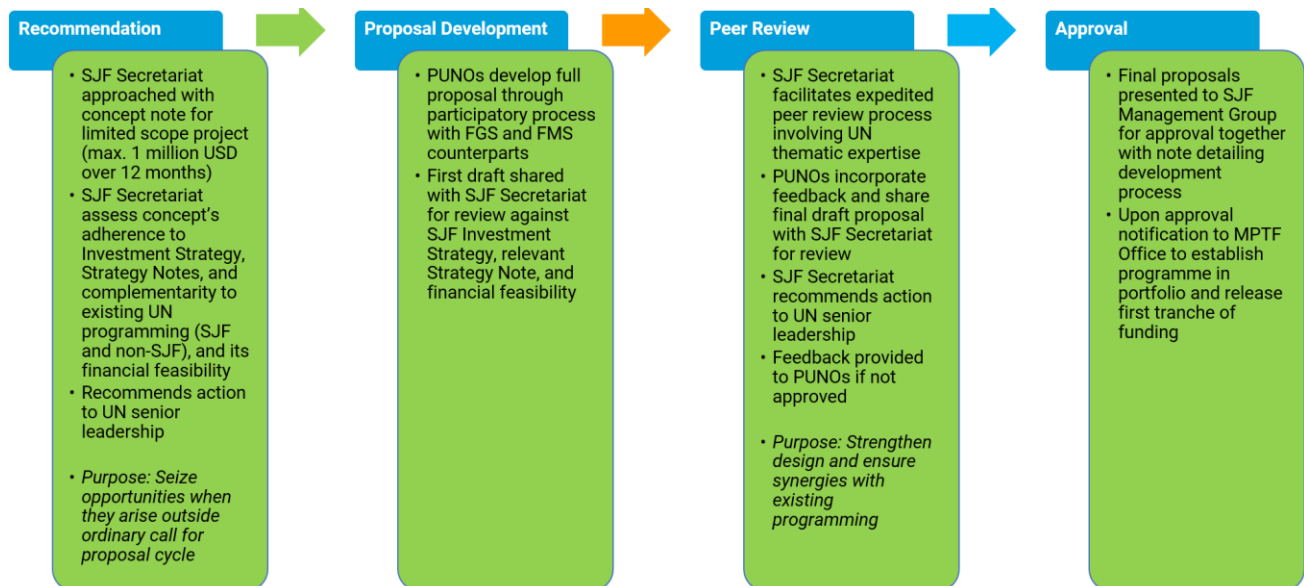 Recommendation
• SJF Secretariat
approached with
concept note for
limited scope project
(max. 1 million USD
over 12 months)
• SJF Secretariat
assess concept's
adherence to
Investment Strategy,
Strategy Notes, and
complementarity to
existing UN
programming (SJF
and non-SJF), and its
financial feasibility
• Recommends action
to UN senior
leadership
• Purpose: Seize
opportunities when
they arise outside
ordinary call for
proposal cycle
Proposal Development
• PUNOs develop full
proposal through
participatory process
with FGS and FMS
counterparts
• First draft shared
with SJF Secretariat
for review against
SJF Investment
Strategy, relevant
Strategy Note, and
financial feasibility
Peer Review
• SJF Secretariat
facilitates expedited
peer review process
involving UN
thematic expertise
• PUNOs incorporate
feedback and share
final draft proposal
with SJF Secretariat
for review
• SJF Secretariat
recommends action
to UN senior
leadership
• Feedback provided
to PUNOs if not
approved
• Purpose: Strengthen
design and ensure
synergies with
existing
programming
Approval
• Final proposals
presented to SJF
Management Group
for approval together
with note detailing
development
process
• Upon approval
notification to MPTF
Office to establish
programme in
portfolio and release
first tranche of
funding